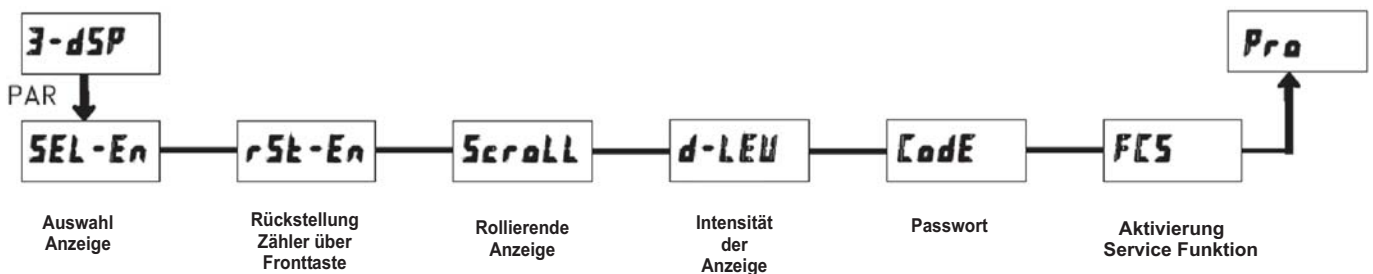 3-dSP
Pro
PAR
SEL-En
rSt-En
ScroLL
d-LEV
CodE
FCS
Auswahl
Anzeige
Rückstellung
Zähler über
Fronttaste
Rollierende
Anzeige
Intensität
der
Anzeige
Passwort
Aktivierung
Service Funktion